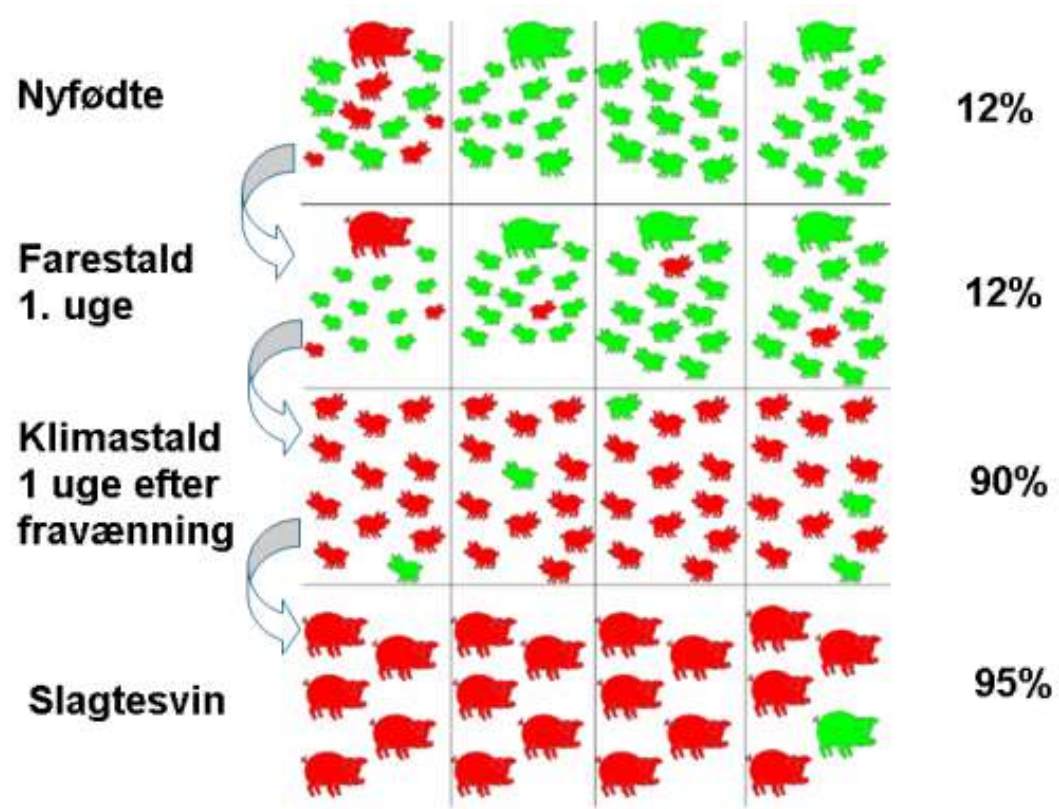 Nyfødte
12%
Farestald
1. uge
12%
Klimastald
1 uge efter
fravænning
90%
Slagtesvin
95%